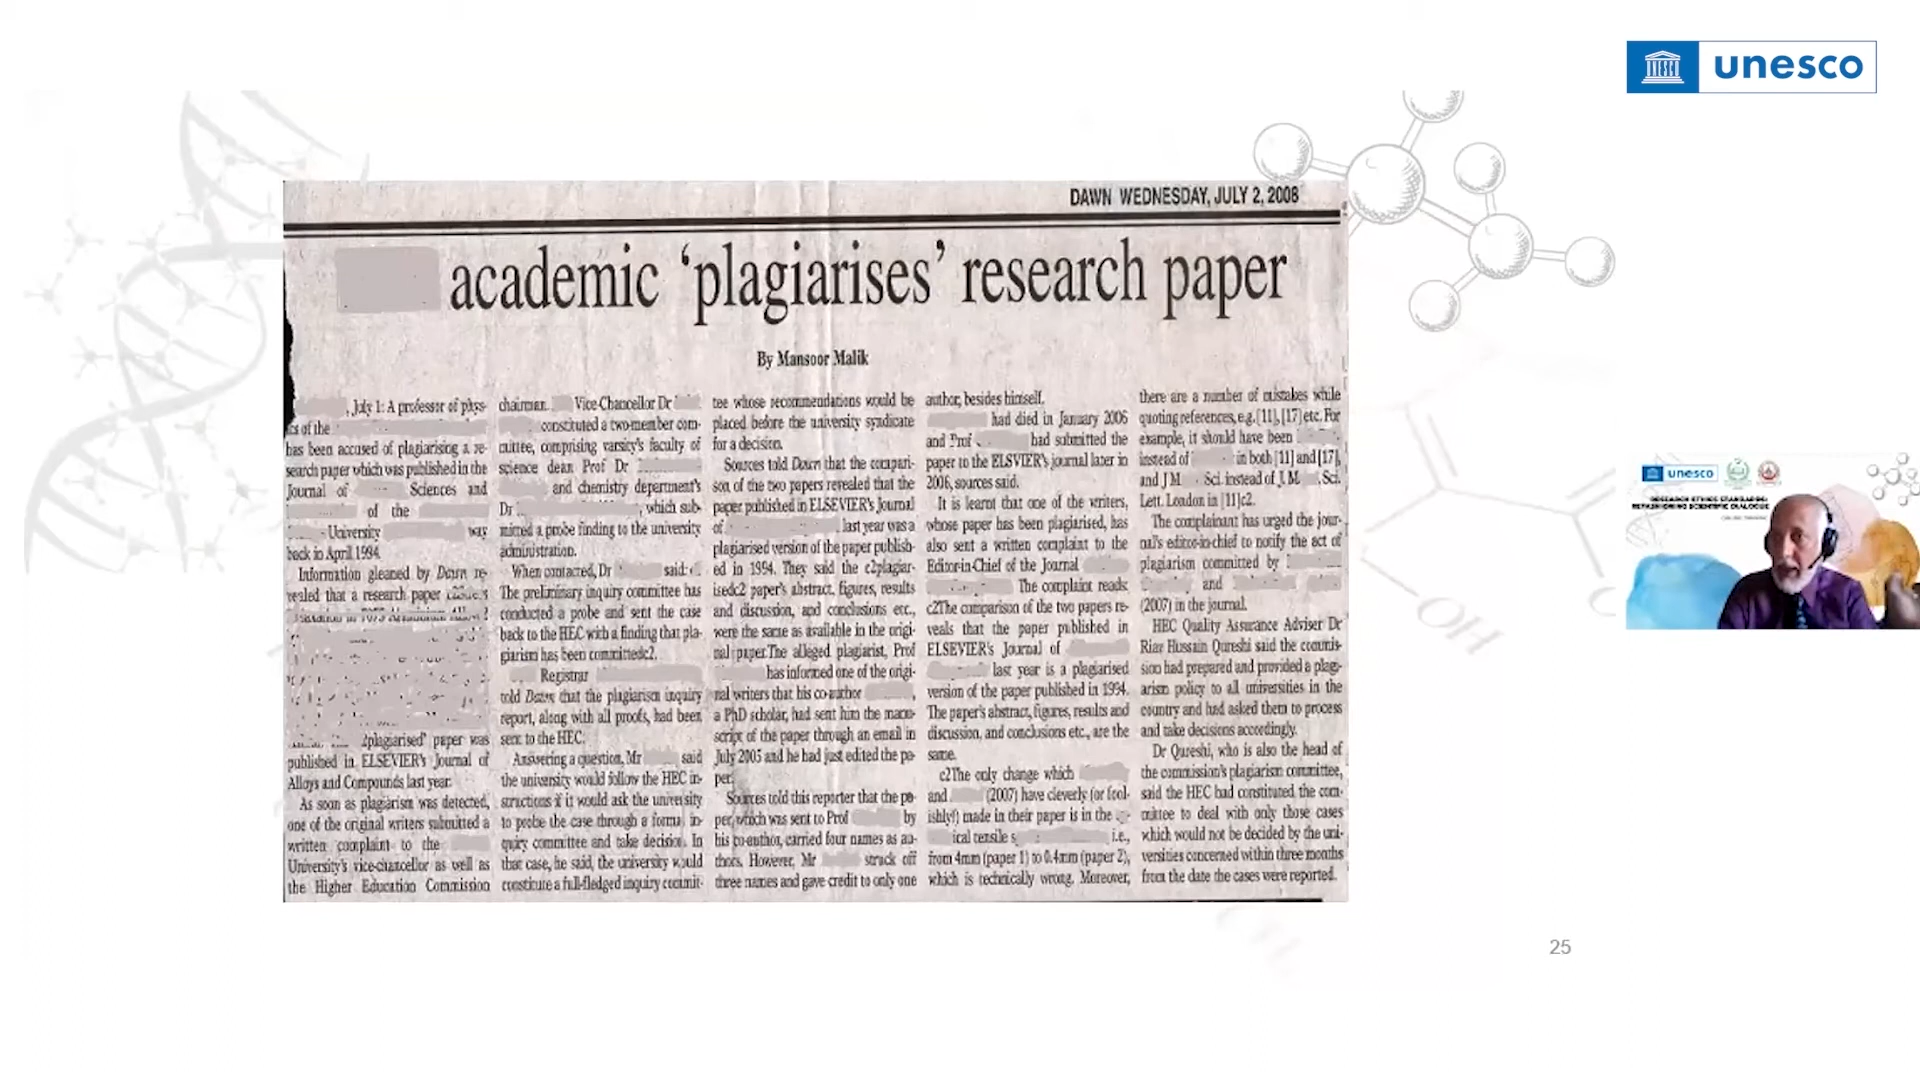 unesco
DAWN WEDNESDAY, JULY 2, 2008
academic ‘plagiarises’ research paper
By Mansoor Malik
, July 1: A professor of phys-
ics of the
has been accused of plagiarising a re-
search paper which was published in the
Journal of Sciences and
of the
University way
back in April 1994.
Information gleaned by Dawn re-
vealed that a research paper
plagiarised' paper was
published in ELSEVIER's Journal of
Alloys and Compounds last year.
As soon as plagiarism was detected,
one of the original writers submitted a
written complaint to the
University's vice-chancellor as well as
the Higher Education Commission
chairman. Vice-Chancellor Dr
constituted a two-member com-
mittee, comprising varsity's faculty of
science dean Prof Dr
and chemistry department's
Dr , which sub-
mitted a probe finding to the university
administration.
When contacted, Dr said:
The preliminary inquiry committee has
conducted a probe and sent the case
back to the HEC with a finding that pla-
giarism has been committedc2.
Registrar
told Dawn that the plagiarism inquiry
report, along with all proofs, had been
sent to the HEC.
Answering a question, Mr said
the university would follow the HEC in-
structions if it would ask the university
to probe the case through a formal in-
quiry committee and take decision. In
that case, he said, the university would
constitute a full-fledged inquiry commit-
tee whose recommendations would be
placed before the university syndicate
for a decision.
Sources told Dawn that the compari-
son of the two papers revealed that the
paper published in ELSEVIER's Journal
of last year was a
plagiarised version of the paper publish-
ed in 1994. They said the c2plagiar-
isedc2 paper's abstract, figures, results
and discussion, and conclusions etc.,
were the same as available in the origi-
nal paper.The alleged plagiarist, Prof
has informed one of the origi-
nal writers that his co-author ,
a PhD scholar, had sent him the manu-
script of the paper through an email in
July 2005 and he had just edited the pa-
per.
Sources told this reporter that the pa-
per, which was sent to Prof by
his co-author, carried four names as au-
thors. However, Mr struck off
three names and gave credit to only one
author, besides himself.
had died in January 2006
and Prof had submitted the
paper to the ELSVIER's journal later in
2006, sources said.
It is learnt that one of the writers,
whose paper has been plagiarised, has
also sent a written complaint to the
Editor-in-Chief of the Journal
The complaint reads:
c2The comparison of the two papers re-
veals that the paper published in
ELSEVIER's Journal of
last year is a plagiarised
version of the paper published in 1994.
The paper's abstract, figures, results and
discussion, and conclusions etc., are the
same.
c2The only change which
and (2007) have cleverly (or fool-
ishly!) made in their paper is in the
ical tensile s i.e.,
from 4mm (paper 1) to 0.4mm (paper 2),
which is technically wrong. Moreover,
there are a number of mistakes while
quoting references, e.g. [11], [17] etc. For
example, it should have been
instead of in both [11] and [17],
and J M Sci. instead of J. M. Sci.
Lett. London in [11]c2.
The complainant has urged the jour-
nal's editor-in-chief to notify the act of
plagiarism committed by
and
(2007) in the journal.
HEC Quality Assurance Adviser Dr
Riaz Hussain Qureshi said the commis-
sion had prepared and provided a plagi-
arism policy to all universities in the
country and had asked them to process
and take decisions accordingly.
Dr Qureshi, who is also the head of
the commission's plagiarism committee,
said the HEC had constituted the com-
mittee to deal with only those cases
which would not be decided by the uni-
versities concerned within three months
from the date the cases were reported.
unesco
RESEARCH ETHICS STANDARDS:
REFASHIONING SCIENTIFIC DIALOGUE
OH
25